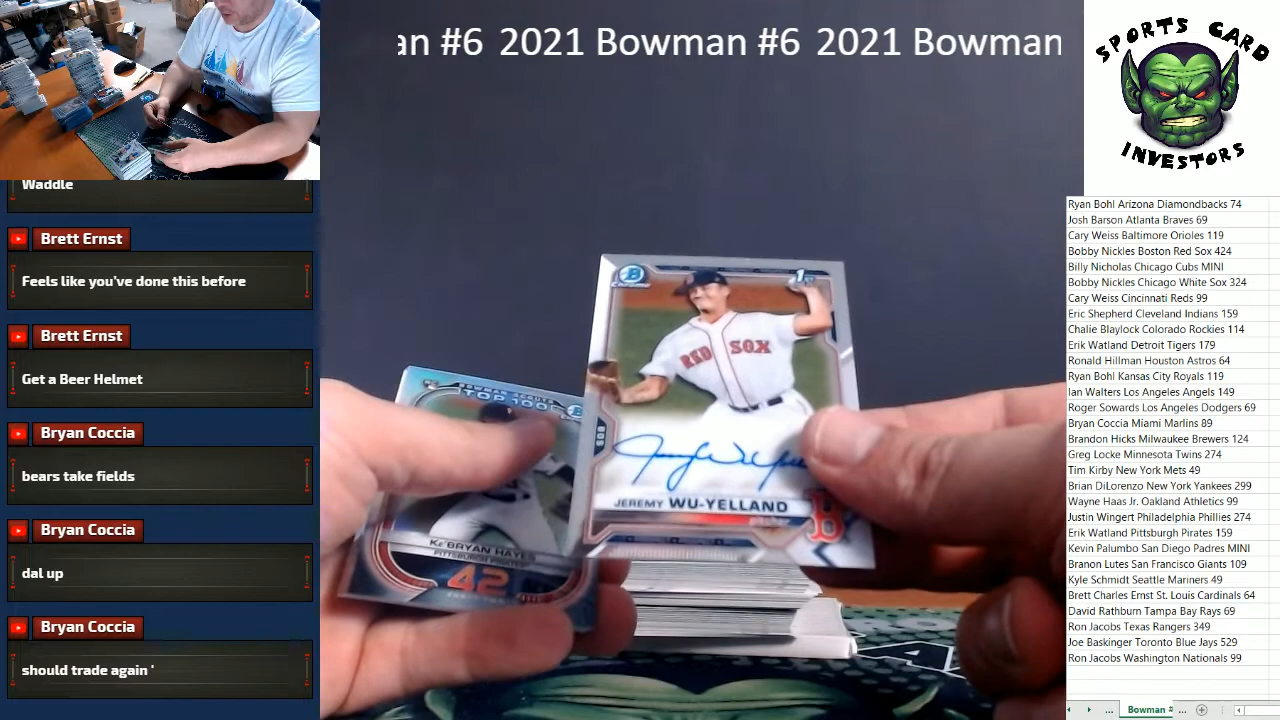 an #6 2021 Bowman #6 2021 Bowman
SPORTS CARD
INVESTORS
Waddle
Brett Ernst
Feels like you've done this before
Brett Ernst
Get a Beer Helmet
Bryan Coccia
bears take fields
Bryan Coccia
dal up
Bryan Coccia
should trade again '
B
CHROME
1ST
RED SOX
BOS
JEREMY WU-YELLAND
pitcher
B
BOWMAN SCOUTS
TOP 100
KE'BRYAN HAYES
PITTSBURGH PIRATES
42
Ryan Bohl Arizona Diamondbacks 74
Josh Barson Atlanta Braves 69
Cary Weiss Baltimore Orioles 119
Bobby Nickles Boston Red Sox 424
Billy Nicholas Chicago Cubs MINI
Bobby Nickles Chicago White Sox 324
Cary Weiss Cincinnati Reds 99
Eric Shepherd Cleveland Indians 159
Chalie Blaylock Colorado Rockies 114
Erik Watland Detroit Tigers 179
Ronald Hillman Houston Astros 64
Ryan Bohl Kansas City Royals 119
Ian Walters Los Angeles Angels 149
Roger Sowards Los Angeles Dodgers 69
Bryan Coccia Miami Marlins 89
Brandon Hicks Milwaukee Brewers 124
Greg Locke Minnesota Twins 274
Tim Kirby New York Mets 49
Brian DiLorenzo New York Yankees 299
Wayne Haas Jr. Oakland Athletics 99
Justin Wingert Philadelphia Phillies 274
Erik Watland Pittsburgh Pirates 159
Kevin Palumbo San Diego Padres MINI
Branon Lutes San Francisco Giants 109
Kyle Schmidt Seattle Mariners 49
Brett Charles Ernst St. Louis Cardinals 64
David Rathburn Tampa Bay Rays 69
Ron Jacobs Texas Rangers 349
Joe Baskinger Toronto Blue Jays 529
Ron Jacobs Washington Nationals 99
... Bowman # ...